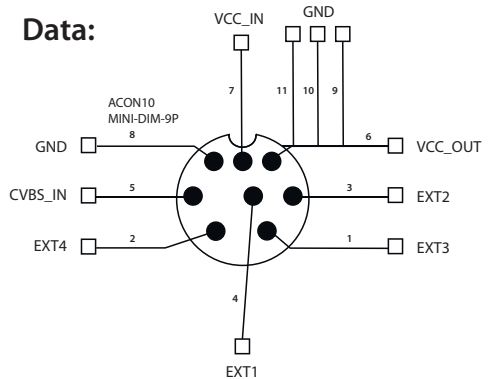 Data:
VCC_IN
GND
7
11
10
9
ACON10
MINI-DIM-9P
8
6
GND
VCC_OUT
5
3
CVBS_IN
EXT2
2
1
EXT4
EXT3
4
EXT1